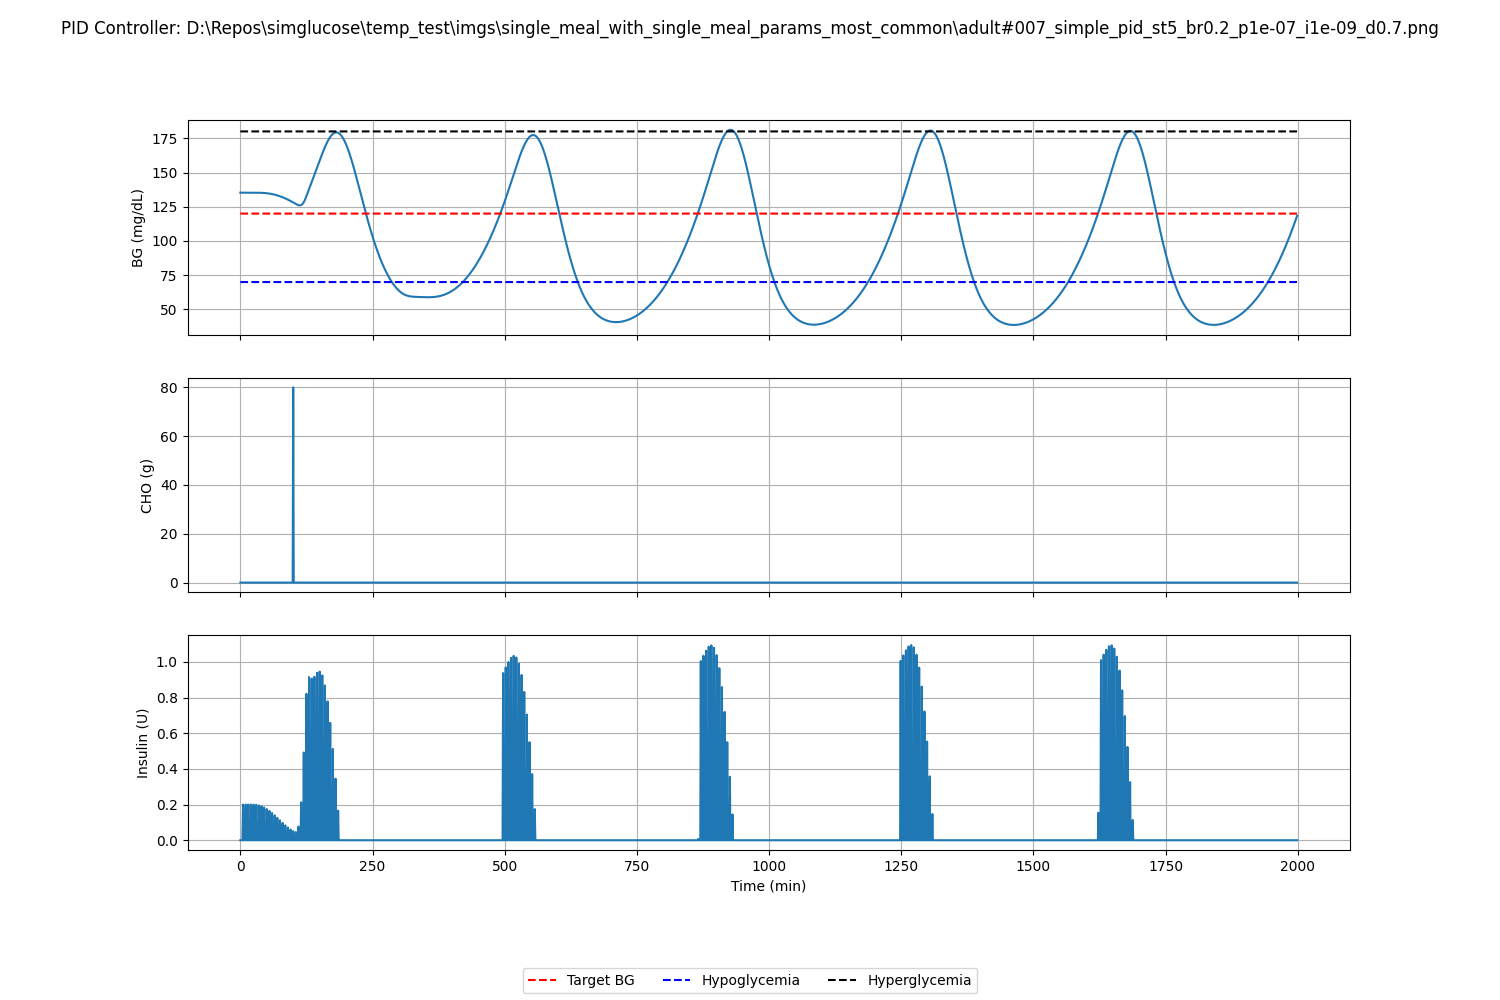 PID Controller: D:\Repos\simglucose\temp_test\imgs\single_meal_with_single_meal_params_most_common\adult#007_simple_pid_st5_br0.2_p1e-07_i1e-09_d0.7.png
BG (mg/dL)
175
150
125
100
75
50
CHO (g)
80
60
40
20
0
Insulin (U)
1.0
0.8
0.6
0.4
0.2
0.0
0 250 500 750 1000 1250 1500 1750 2000
Time (min)
Target BG Hypoglycemia Hyperglycemia